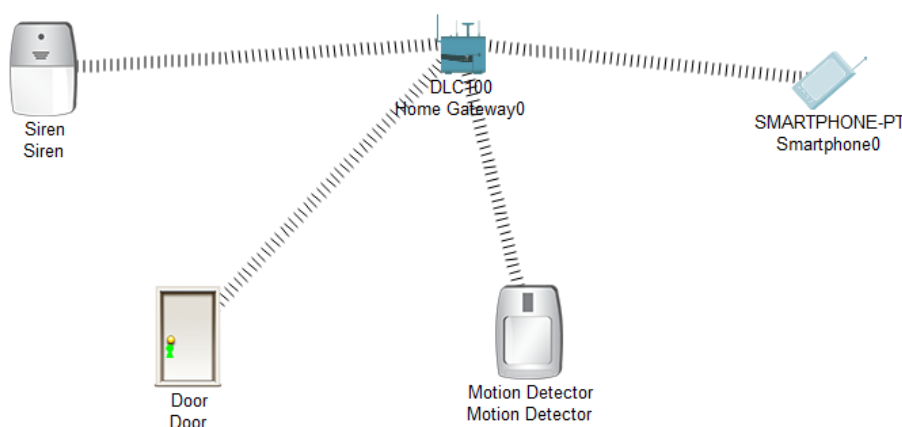 DLC100
Home Gateway0
SMARTPHONE-PT
Smartphone0
Siren
Siren
Motion Detector
Motion Detector
Door
Door